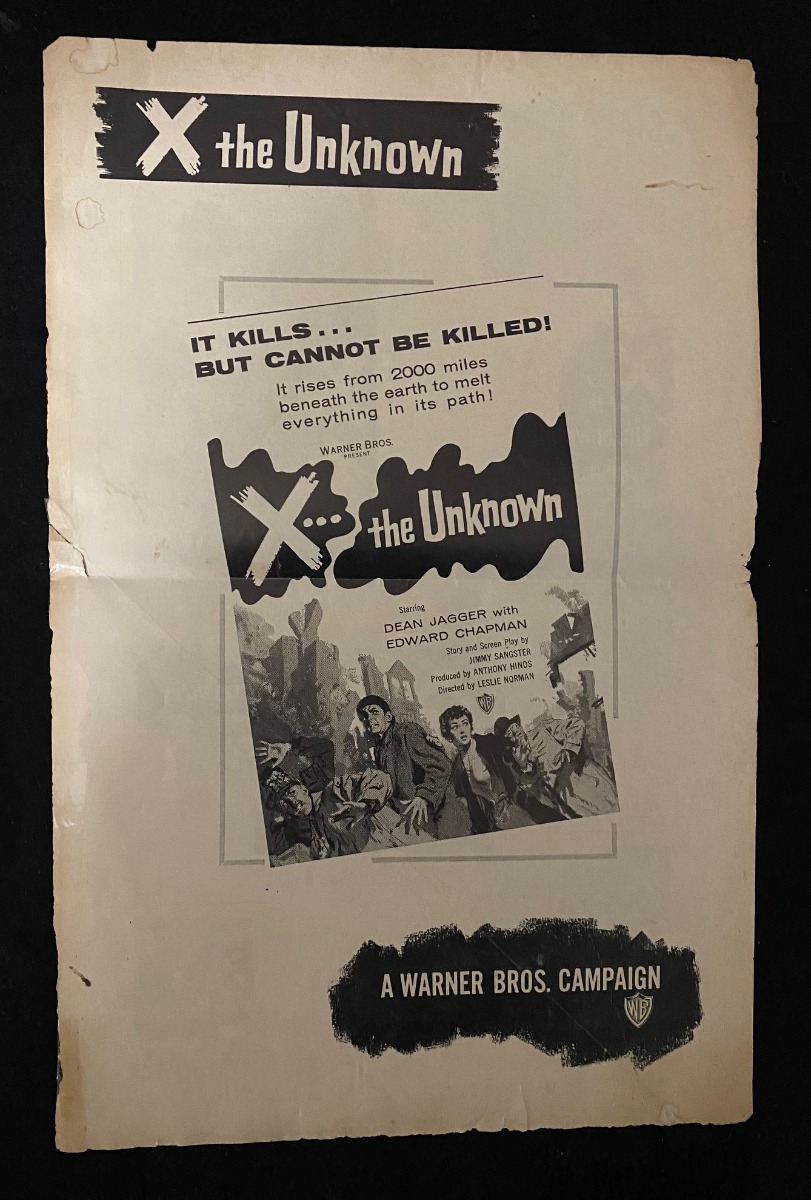 X the Unknown
IT KILLS...
BUT CANNOT BE KILLED!
It rises from 2000 miles
beneath the earth to melt
everything in its path!
WARNER BROS.
PRESENT
X... the Unknown
Starring
DEAN JAGGER with
EDWARD CHAPMAN
Story and Screen Play by
JIMMY SANGSTER
Produced by ANTHONY HINDS
Directed by LESLIE NORMAN
WB
A WARNER BROS. CAMPAIGN
WB